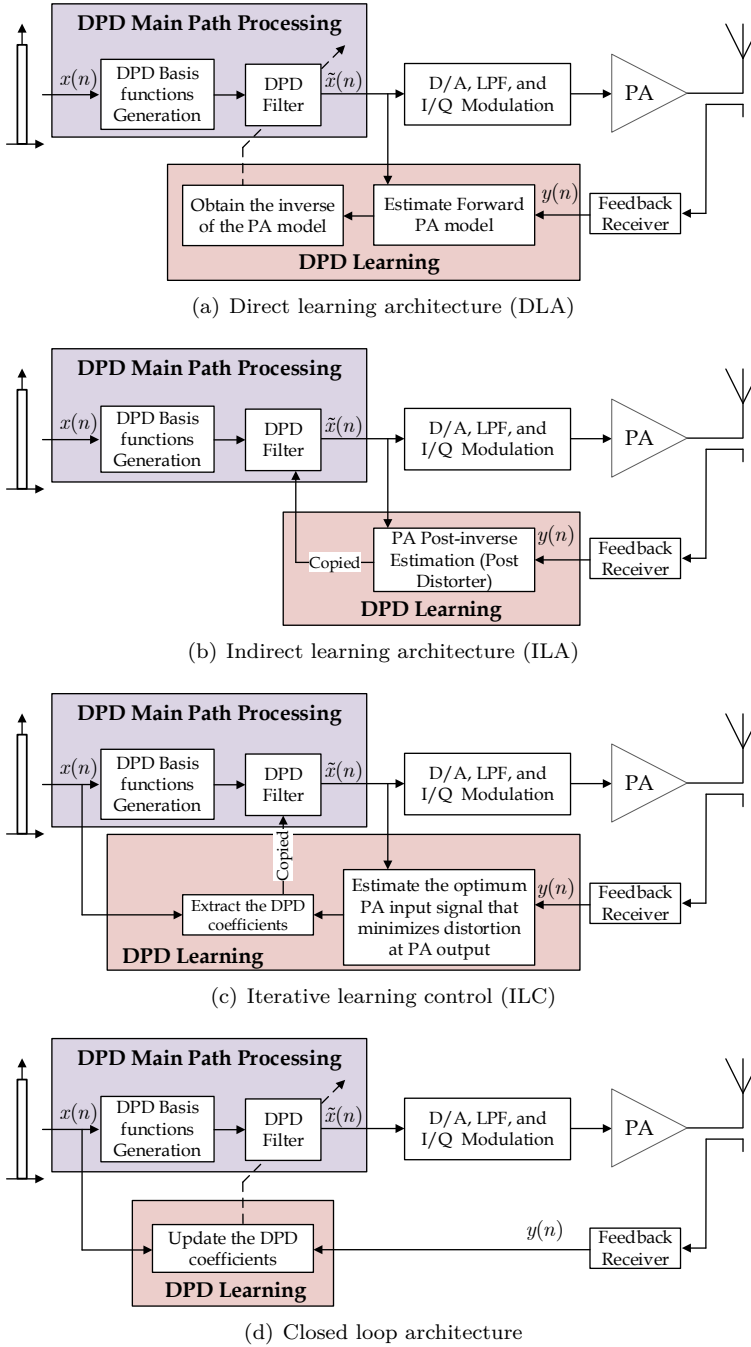 DPD Main Path Processing
x(n)
DPD Basis
functions
Generation
DPD
Filter
x̃(n)
D/A, LPF, and
I/Q Modulation
PA
Obtain the inverse
of the PA model
Estimate Forward
PA model
y(n)
Feedback
Receiver
DPD Learning
(a) Direct learning architecture (DLA)
DPD Main Path Processing
x(n)
DPD Basis
functions
Generation
DPD
Filter
x̃(n)
D/A, LPF, and
I/Q Modulation
PA
Copied
PA Post-inverse
Estimation (Post
Distorter)
y(n)
Feedback
Receiver
DPD Learning
(b) Indirect learning architecture (ILA)
DPD Main Path Processing
x(n)
DPD Basis
functions
Generation
DPD
Filter
x̃(n)
D/A, LPF, and
I/Q Modulation
PA
Copied
Extract the DPD
coefficients
Estimate the optimum
PA input signal that
minimizes distortion
at PA output
y(n)
Feedback
Receiver
DPD Learning
(c) Iterative learning control (ILC)
DPD Main Path Processing
x(n)
DPD Basis
functions
Generation
DPD
Filter
x̃(n)
D/A, LPF, and
I/Q Modulation
PA
Update the DPD
coefficients
y(n)
Feedback
Receiver
DPD Learning
(d) Closed loop architecture